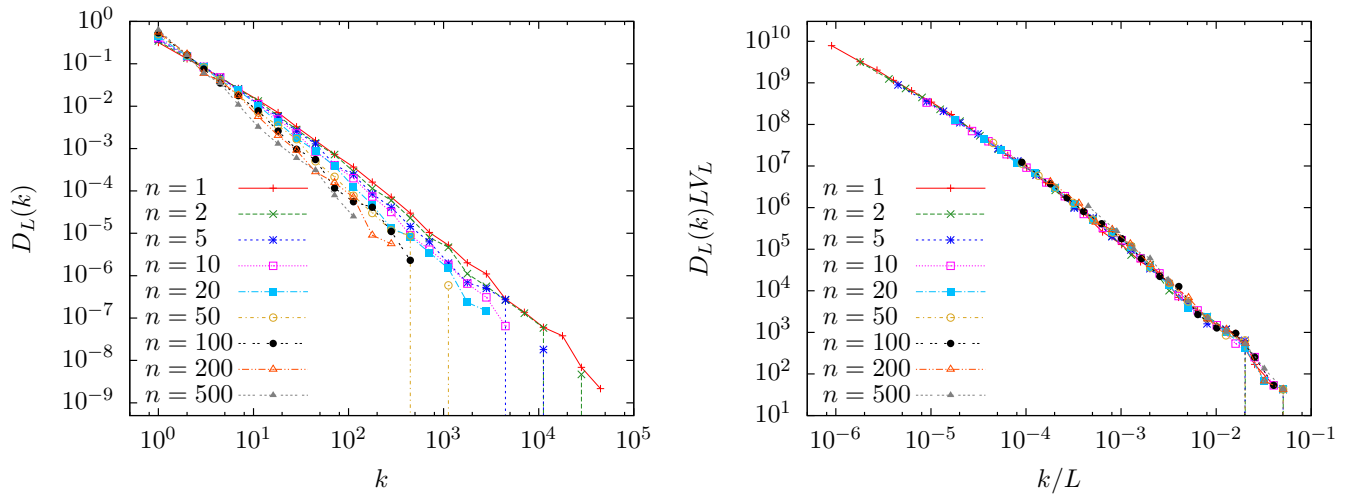 10^0
10^-1
10^-2
10^-3
10^-4
10^-5
10^-6
10^-7
10^-8
10^-9
D_L(k)
n = 1
n = 2
n = 5
n = 10
n = 20
n = 50
n = 100
n = 200
n = 500
10^0 10^1 10^2 10^3 10^4 10^5
k
10^10
10^9
10^8
10^7
10^6
10^5
10^4
10^3
10^2
10^1
D_L(k)LV_L
n = 1
n = 2
n = 5
n = 10
n = 20
n = 50
n = 100
n = 200
n = 500
10^-6 10^-5 10^-4 10^-3 10^-2 10^-1
k/L